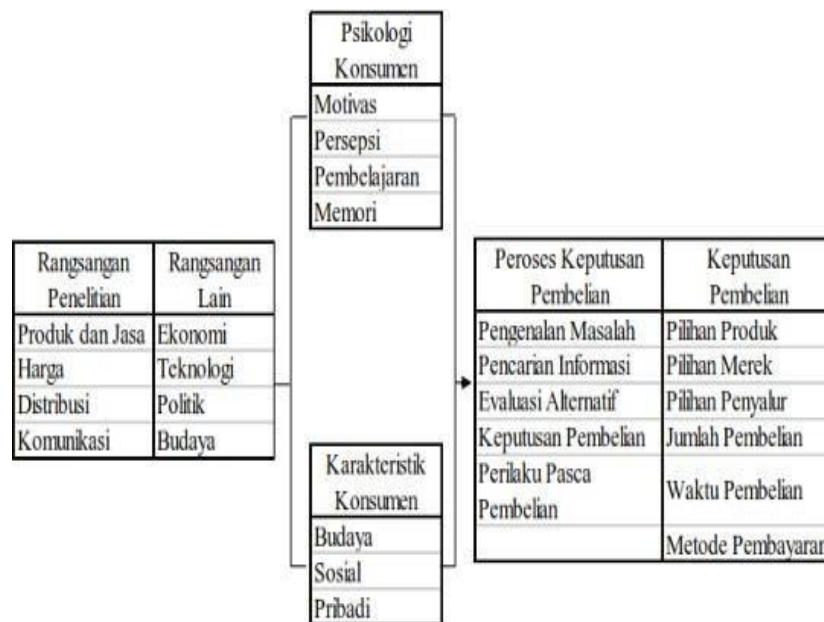 Psikologi
Konsumen
Motivas
Persepsi
Pembelajaran
Memori
Rangsangan
Penelitian
Produk dan Jasa
Harga
Distribusi
Komunikasi
Rangsangan
Lain
Ekonomi
Teknologi
Politik
Budaya
Karakteristik
Konsumen
Budaya
Sosial
Pribadi
Peroses Keputusan
Pembelian
Pengenalan Masalah
Pencarian Informasi
Evaluasi Alternatif
Keputusan Pembelian
Perilaku Pasca
Pembelian
Keputusan
Pembelian
Pilihan Produk
Pilihan Merek
Pilihan Penyalur
Jumlah Pembelian
Waktu Pembelian
Metode Pembayaran